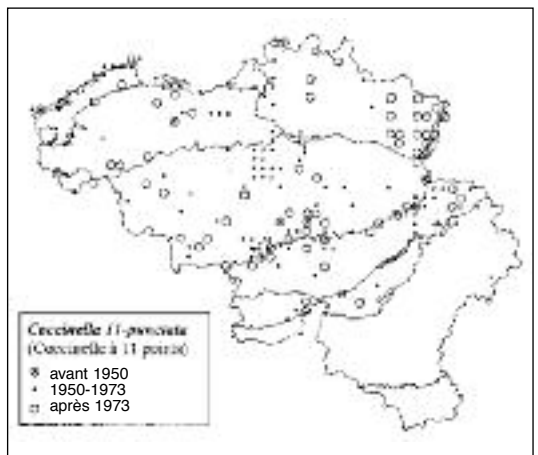 Coccinella 11-punctata
(Coccinelle à 11 points)
avant 1950
1950-1973
après 1973